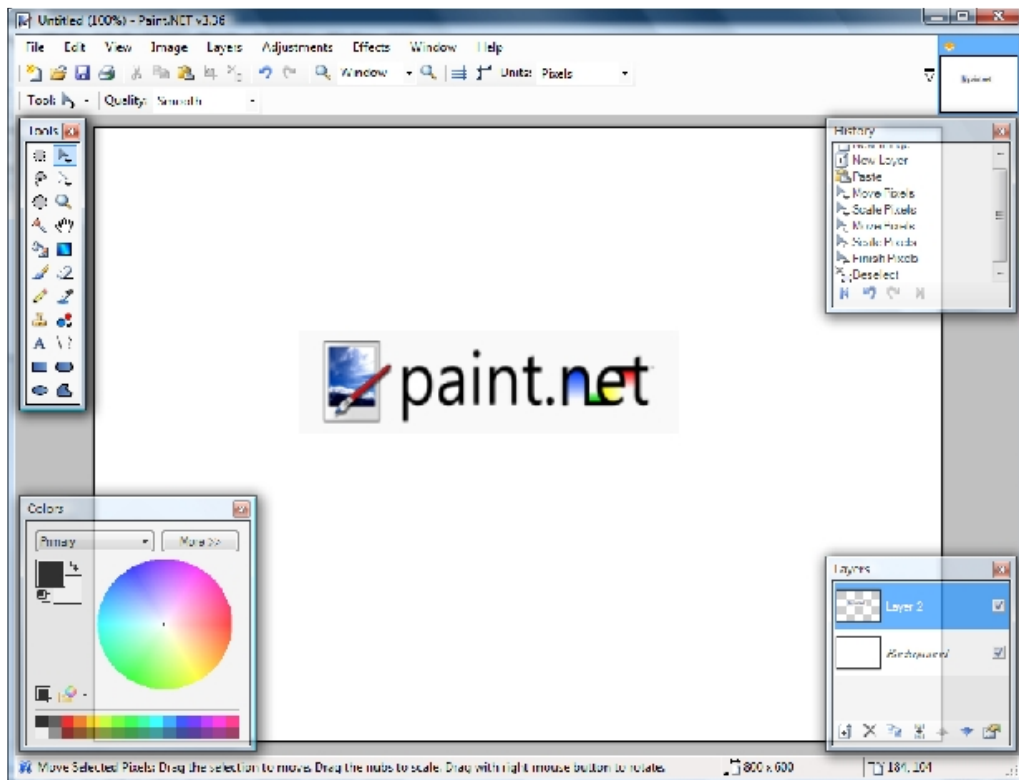 Untitled (100%) - Paint.NET v3.36
File Edit View Image Layers Adjustments Effects Window Help
Window Units: Pixels
Tool: Quality: Smooth
Tools
History
New Layer
Paste
Move Pixels
Scale Pixels
Move Pixels
Scale Pixels
Finish Pixels
Deselect
paint.net
Colors
Primary More >>
Layers
Layer 2
Background
Move Selected Pixels: Drag the selection to move. Drag the nubs to scale. Drag with right mouse button to rotate. 800 x 600 184, 104